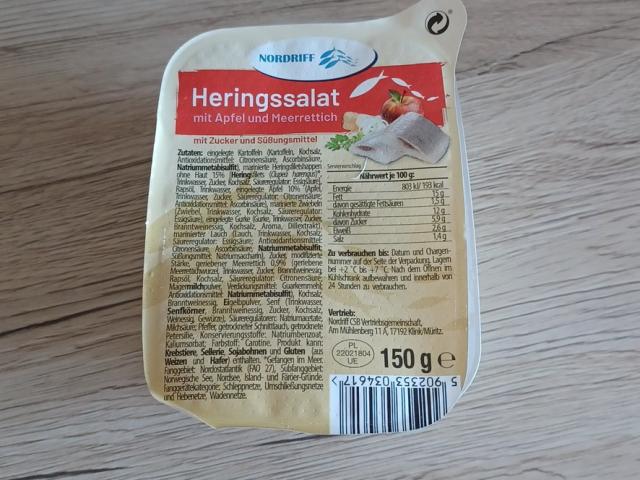 NORDRIFF
Heringssalat
mit Apfel und Meerrettich
mit Zucker und Süßungsmittel
Zutaten: eingelegte Kartoffeln (Kartoffeln, Kochsalz,
Antioxidationsmittel: Citronensäure, Ascorbinsäure,
Natriummetabisulfit), marinierte Heringsfiletshappen
ohne Haut 15% (Heringsfilets (Clupea harengus)*,
Trinkwasser, Zucker, Kochsalz, Säureregulator: Essigsäure),
Rapsöl, Trinkwasser, eingelegte Äpfel 10% (Äpfel,
Trinkwasser, Zucker, Säureregulator: Citronensäure;
Antioxidationsmittel: Ascorbinsäure), marinierte Zwiebeln
(Zwiebel, Trinkwasser, Kochsalz, Säureregulator:
Essigsäure), eingelegte Gurke (Gurke, Trinkwasser, Zucker,
Branntweinessig, Kochsalz, Aroma, Dillextrakt),
marinierter Lauch (Lauch, Trinkwasser, Kochsalz,
Säureregulator: Essigsäure; Antioxidantionsmittel:
Citronensäure, Ascorbinsäure, Natriummetabisulfit;
Süßungsmittel: Natriumsaccharin), Zucker, modifizierte
Stärke, geriebener Meerrettich 0,9% (geriebene
Meerrettichwurzel, Trinkwasser, Zucker, Branntweinessig,
Rapsöl, Kochsalz, Säureregulator: Citronensäure,
Magermilchpulver, Verdickungsmittel: Guarkernmehl;
Antioxidationsmittel: Natriummetabisulfit), Kochsalz,
Branntweinessig, Eigelbpulver, Senf (Trinkwasser,
Senfkörner, Branntweinessig, Zucker, Kochsalz,
Weinessig, Gewürze), Säureregulatoren: Natriumacetate,
Milchsäure; Pfeffer, getrockneter Schnittlauch, getrocknete
Petersilie, Konservierungsstoffe: Natriumbenzoat,
Kaliumsorbat; Farbstoff: Carotine. Produkt kann:
Krebstiere, Sellerie, Sojabohnen und Gluten (aus
Weizen und Hafer) enthalten. *Gefangen im Meer.
Fanggebiet: Nordostatlantik (FAO 27), Subfanggebiet:
Norwegische See, Nordsee, Island- und Färöer-Gründe.
Fanggerätekategorie: Schleppnetze, Umschließungsnetze
und Hebenetze, Wadennetze.
Serviervorschlag
Nährwert je 100 g:
Energie 803 kJ/ 193 kcal
Fett 15 g
davon gesättigte Fettsäuren 1,5 g
Kohlenhydrate 12 g
davon Zucker 5,9 g
Eiweiß 2,6 g
Salz 1,4 g
Zu verbrauchen bis: Datum und Chargen-
nummer auf der Seite der Verpackung. Lagern
bei +2 °C bis +7 °C. Nach dem Öffnen im
Kühlschrank aufbewahren und innerhalb von
24 Stunden zu verbrauchen.
Vertrieb:
Nordriff CSB Vertriebsgemeinschaft,
Am Mühlenberg 11 A, 17192 Klink/Müritz.
PL
22021804
UE
150 g e
5 902353 034617 >